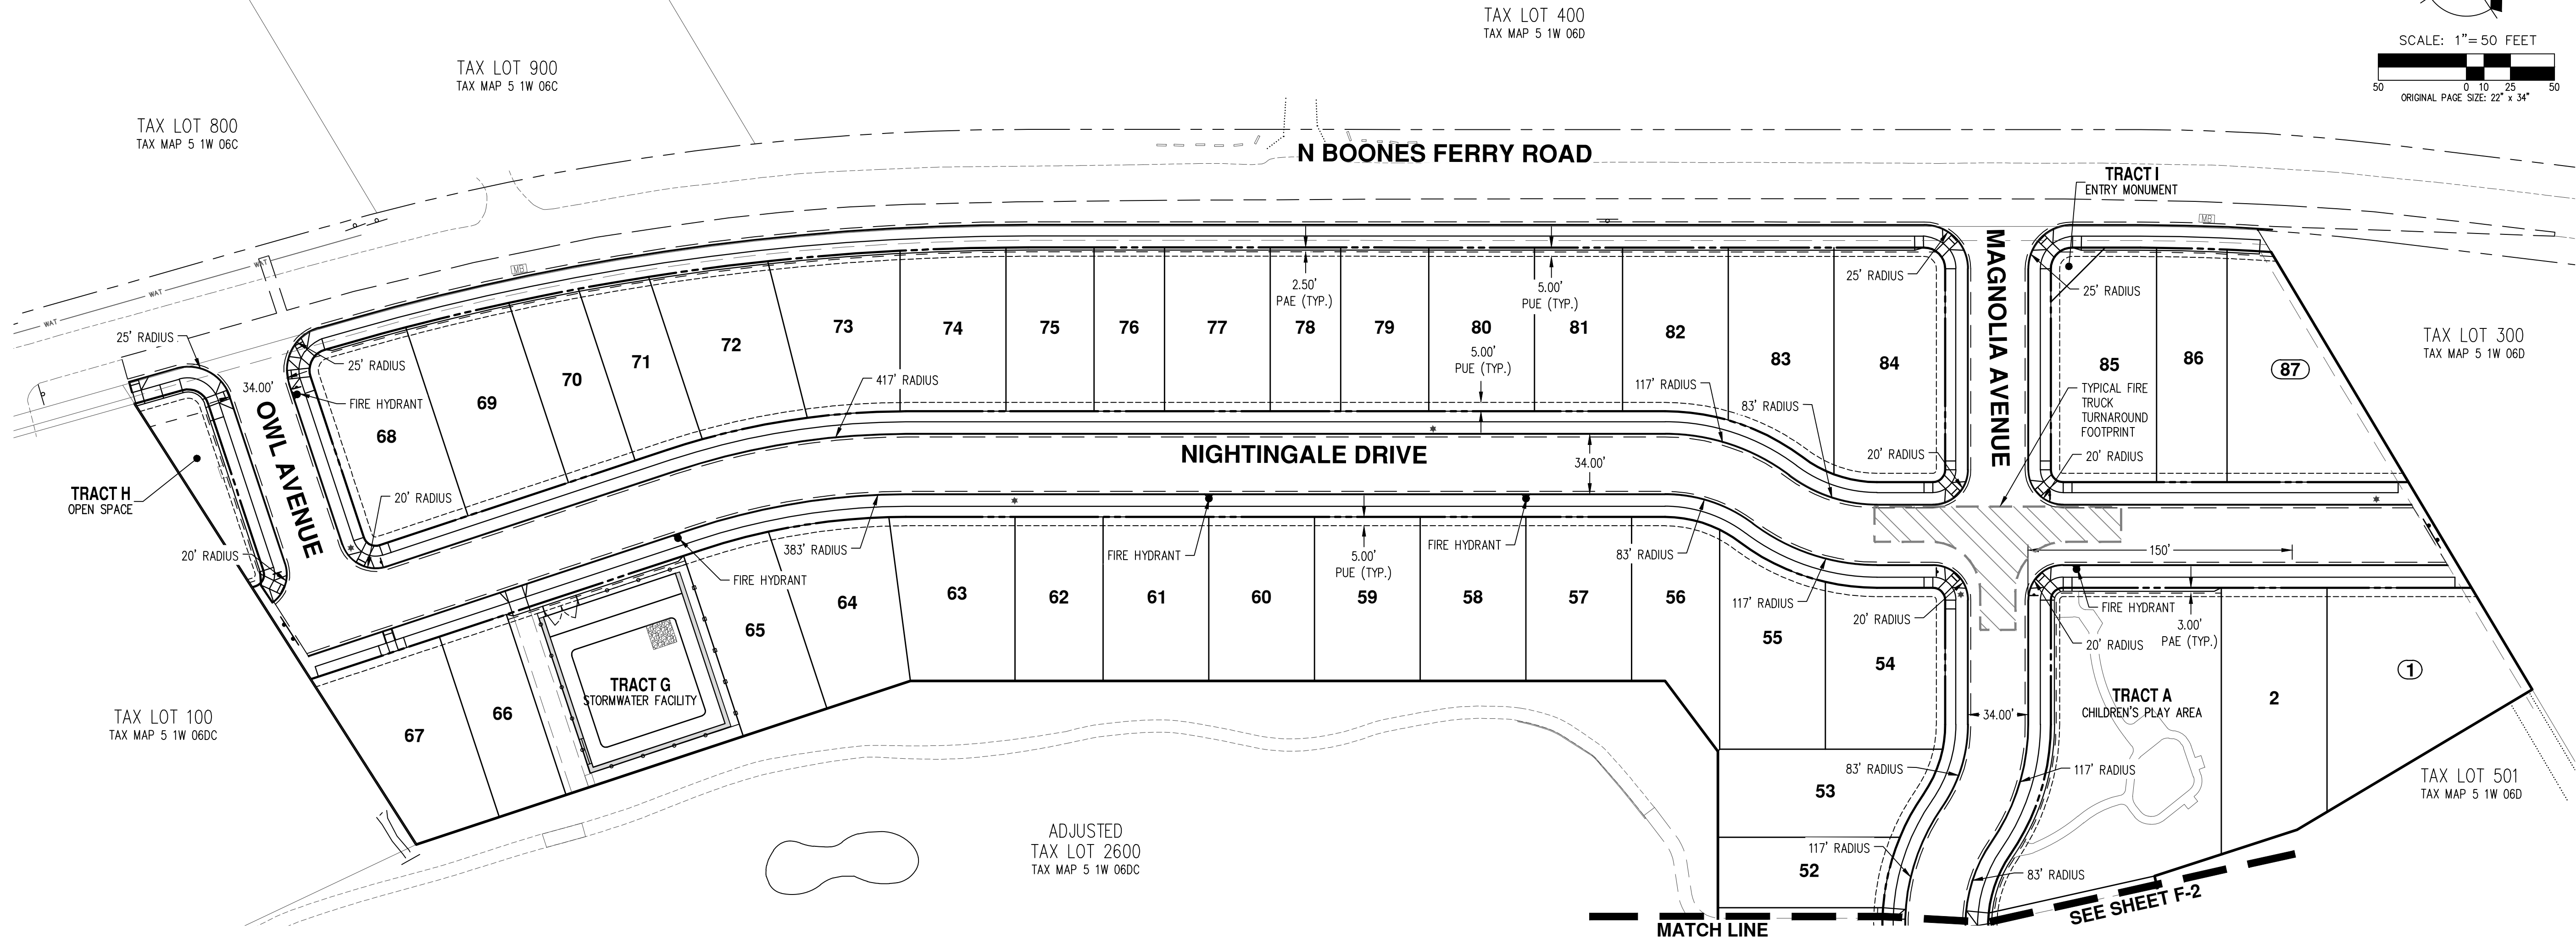 TAX LOT 400
TAX MAP 5 1W 06D
SCALE: 1"=50 FEET
50 0 10 25 50
ORIGINAL PAGE SIZE: 22" x 34"
TAX LOT 900
TAX MAP 5 1W 06C
TAX LOT 800
TAX MAP 5 1W 06C
N BOONES FERRY ROAD
TRACT I
ENTRY MONUMENT
MB
MB
WAT
WAT
WAT
25' RADIUS
34.00'
25' RADIUS
FIRE HYDRANT
OWL AVENUE
TRACT H
OPEN SPACE
20' RADIUS
20' RADIUS
68
69
70
71
72
73
74
75
76
77
78
79
80
81
82
83
84
85
86
87
2.50'
PAE (TYP.)
5.00'
PUE (TYP.)
5.00'
PUE (TYP.)
417' RADIUS
117' RADIUS
83' RADIUS
25' RADIUS
MAGNOLIA AVENUE
25' RADIUS
TAX LOT 300
TAX MAP 5 1W 06D
TYPICAL FIRE
TRUCK
TURNAROUND
FOOTPRINT
20' RADIUS
20' RADIUS
NIGHTINGALE DRIVE
34.00'
383' RADIUS
FIRE HYDRANT
FIRE HYDRANT
5.00'
PUE (TYP.)
FIRE HYDRANT
83' RADIUS
117' RADIUS
20' RADIUS
150'
FIRE HYDRANT
3.00'
PAE (TYP.)
20' RADIUS
67
66
TRACT G
STORMWATER FACILITY
65
64
63
62
61
60
59
58
57
56
55
54
53
52
34.00'
TRACT A
CHILDREN'S PLAY AREA
2
1
TAX LOT 100
TAX MAP 5 1W 06DC
ADJUSTED
TAX LOT 2600
TAX MAP 5 1W 06DC
83' RADIUS
117' RADIUS
117' RADIUS
83' RADIUS
TAX LOT 501
TAX MAP 5 1W 06D
MATCH LINE
SEE SHEET F-2